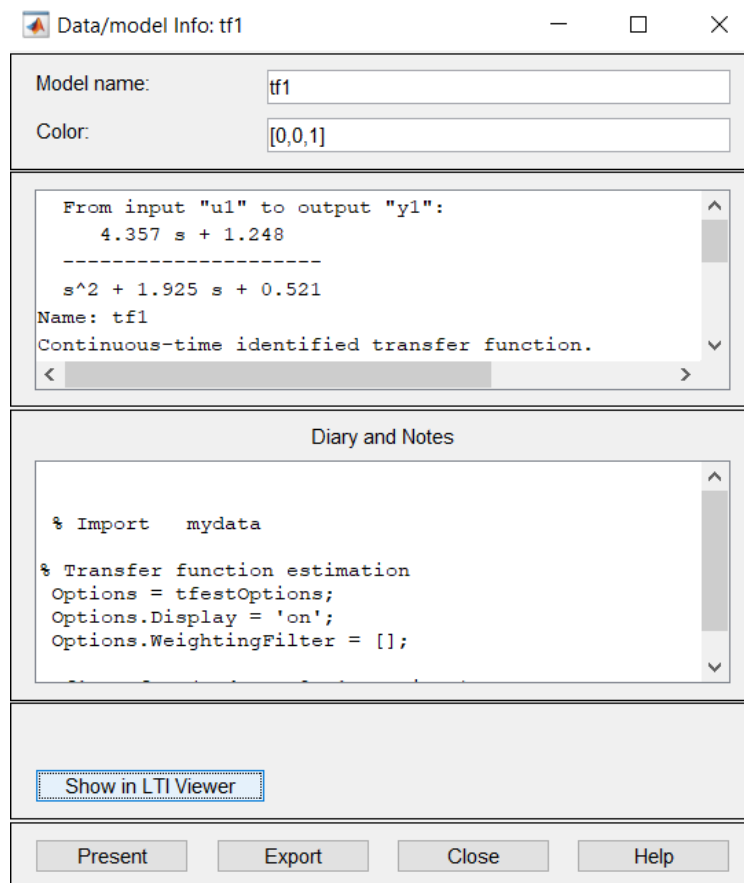 Data/model Info: tf1
Model name:
tf1
Color:
[0,0,1]
From input "u1" to output "y1":
4.357 s + 1.248
---------------------
s^2 + 1.925 s + 0.521
Name: tf1
Continuous-time identified transfer function.
Diary and Notes
% Import   mydata
% Transfer function estimation
Options = tfestOptions;
Options.Display = 'on';
Options.WeightingFilter = [];
Show in LTI Viewer
Present
Export
Close
Help